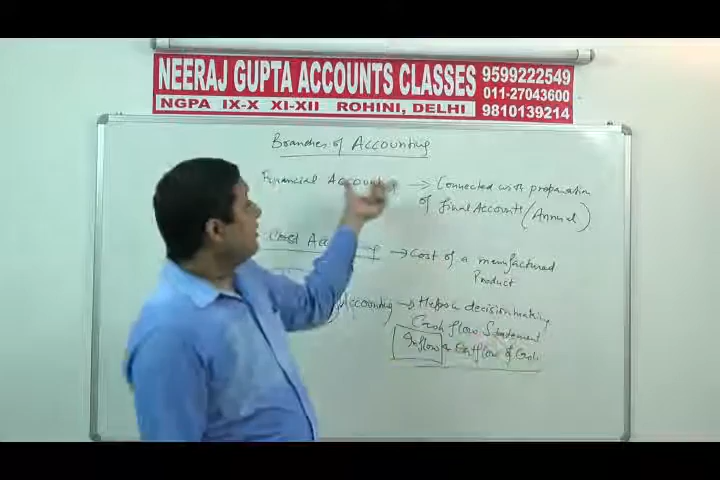 NEERAJ GUPTA ACCOUNTS CLASSES
9599222549
011-27043600
NGPA IX-X XI-XII ROHINI, DELHI
9810139214
Branches of Accounting
Financial Accounting → Connected with preparation
of final Accounts (Annual)
Cost → Cost of a manufactured
Product
Accounting → Helps decision making
Cash flow Statement
Inflow & Outflow of Cash